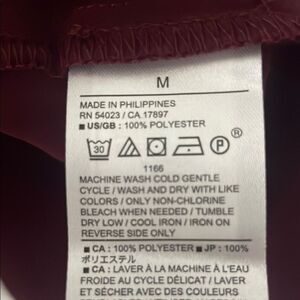 M
MADE IN PHILIPPINES
RN 54023 / CA 17897
■ US/GB : 100% POLYESTER
30 P ®
1166
MACHINE WASH COLD GENTLE
CYCLE / WASH AND DRY WITH LIKE
COLORS / ONLY NON-CHLORINE
BLEACH WHEN NEEDED / TUMBLE
DRY LOW / COOL IRON / IRON ON
REVERSE SIDE ONLY
■ CA : 100% POLYESTER ■ JP : 100%
ポリエステル
■ CA : LAVER À LA MACHINE À L'EAU
FROIDE AU CYCLE DÉLICAT / LAVER
ET SÉCHER AVEC DES COULEURS